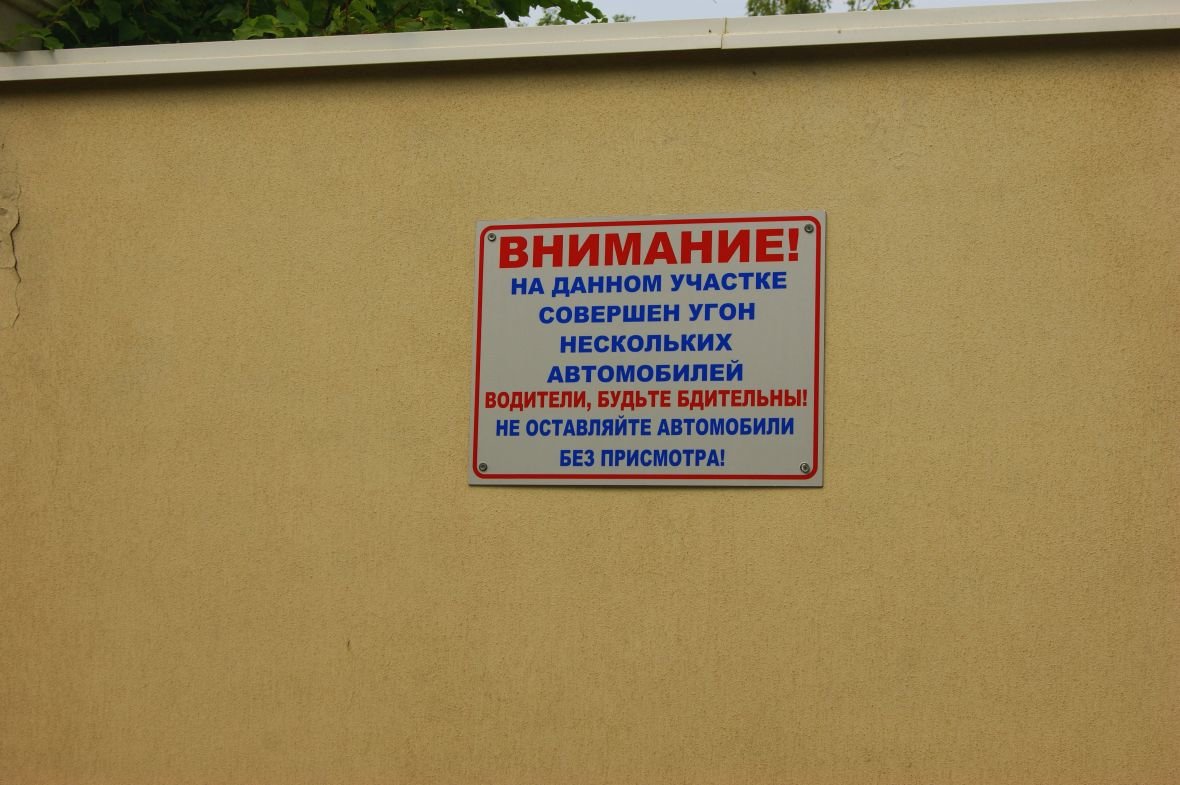 ВНИМАНИЕ!
НА ДАННОМ УЧАСТКЕ
СОВЕРШЕН УГОН
НЕСКОЛЬКИХ
АВТОМОБИЛЕЙ
ВОДИТЕЛИ, БУДЬТЕ БДИТЕЛЬНЫ!
НЕ ОСТАВЛЯЙТЕ АВТОМОБИЛИ
БЕЗ ПРИСМОТРА!